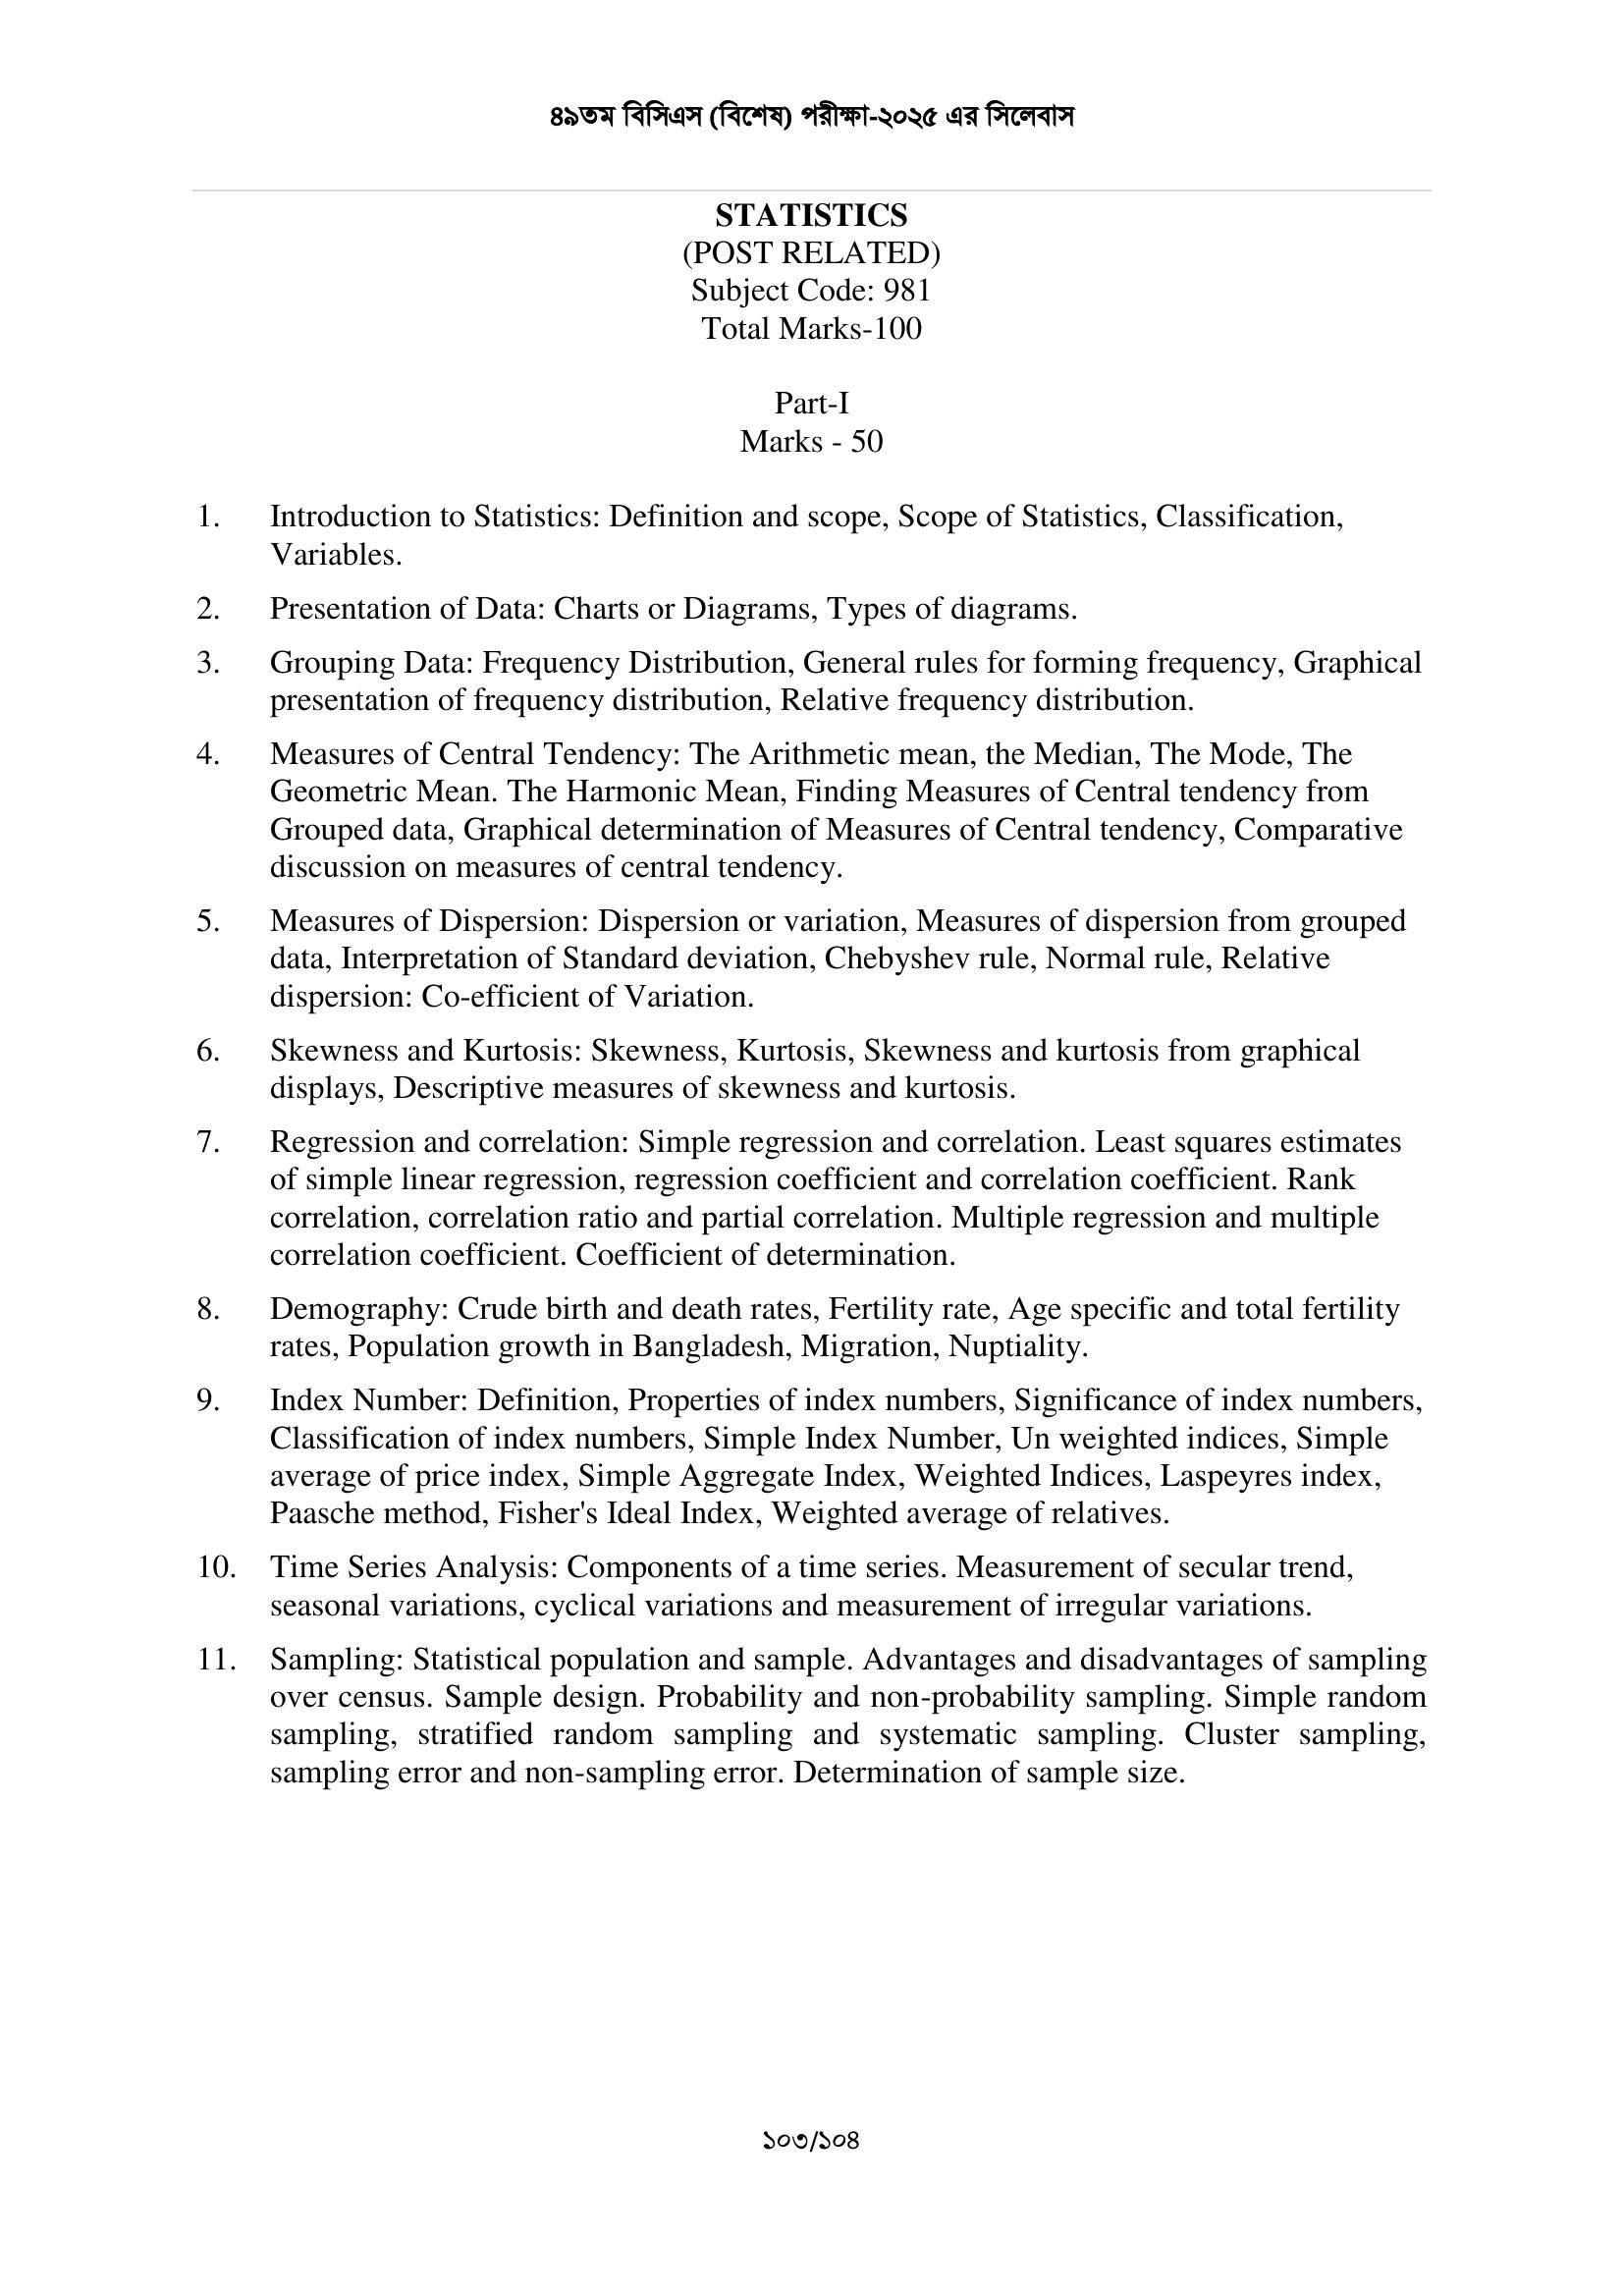 ৪৯তম বিসিএস (বিশেষ) পরীক্ষা-২০২৫ এর সিলেবাস
STATISTICS
(POST RELATED)
Subject Code: 981
Total Marks-100
Part-I
Marks - 50
1. Introduction to Statistics: Definition and scope, Scope of Statistics, Classification,
Variables.
2. Presentation of Data: Charts or Diagrams, Types of diagrams.
3. Grouping Data: Frequency Distribution, General rules for forming frequency, Graphical
presentation of frequency distribution, Relative frequency distribution.
4. Measures of Central Tendency: The Arithmetic mean, the Median, The Mode, The
Geometric Mean. The Harmonic Mean, Finding Measures of Central tendency from
Grouped data, Graphical determination of Measures of Central tendency, Comparative
discussion on measures of central tendency.
5. Measures of Dispersion: Dispersion or variation, Measures of dispersion from grouped
data, Interpretation of Standard deviation, Chebyshev rule, Normal rule, Relative
dispersion: Co-efficient of Variation.
6. Skewness and Kurtosis: Skewness, Kurtosis, Skewness and kurtosis from graphical
displays, Descriptive measures of skewness and kurtosis.
7. Regression and correlation: Simple regression and correlation. Least squares estimates
of simple linear regression, regression coefficient and correlation coefficient. Rank
correlation, correlation ratio and partial correlation. Multiple regression and multiple
correlation coefficient. Coefficient of determination.
8. Demography: Crude birth and death rates, Fertility rate, Age specific and total fertility
rates, Population growth in Bangladesh, Migration, Nuptiality.
9. Index Number: Definition, Properties of index numbers, Significance of index numbers,
Classification of index numbers, Simple Index Number, Un weighted indices, Simple
average of price index, Simple Aggregate Index, Weighted Indices, Laspeyres index,
Paasche method, Fisher's Ideal Index, Weighted average of relatives.
10. Time Series Analysis: Components of a time series. Measurement of secular trend,
seasonal variations, cyclical variations and measurement of irregular variations.
11. Sampling: Statistical population and sample. Advantages and disadvantages of sampling
over census. Sample design. Probability and non-probability sampling. Simple random
sampling, stratified random sampling and systematic sampling. Cluster sampling,
sampling error and non-sampling error. Determination of sample size.
১০৩/১০৪